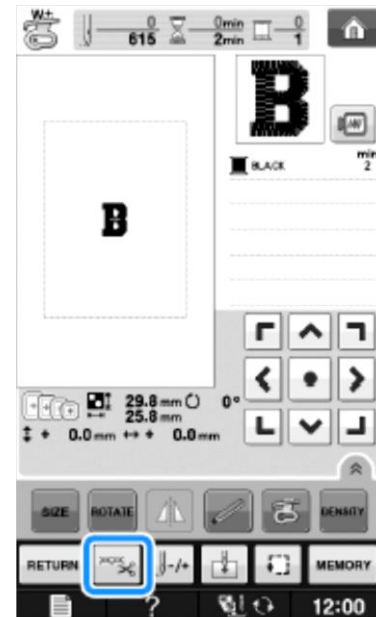 W+
0 0min 0
615 2min 1
B
min
BLACK 2
B
29.8 mm 0°
25.8 mm
+ 0.0 mm + 0.0 mm
SIZE ROTATE DENSITY
RETURN -/+ MEMORY
? 12:00